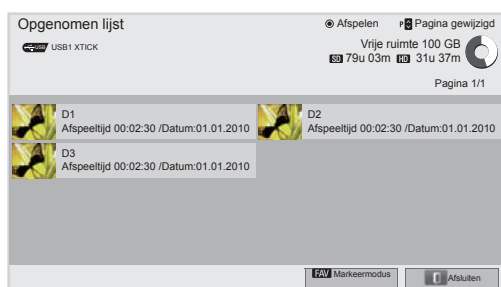 Opgenomen lijst
Afspelen P Pagina gewijzigd
USB USB1 XTICK
Vrije ruimte 100 GB
SD 79u 03m HD 31u 37m
Pagina 1/1
D1
Afspeeltijd 00:02:30 /Datum:01.01.2010
D2
Afspeeltijd 00:02:30 /Datum:01.01.2010
D3
Afspeeltijd 00:02:30 /Datum:01.01.2010
FAV Markeermodus
Afsluiten